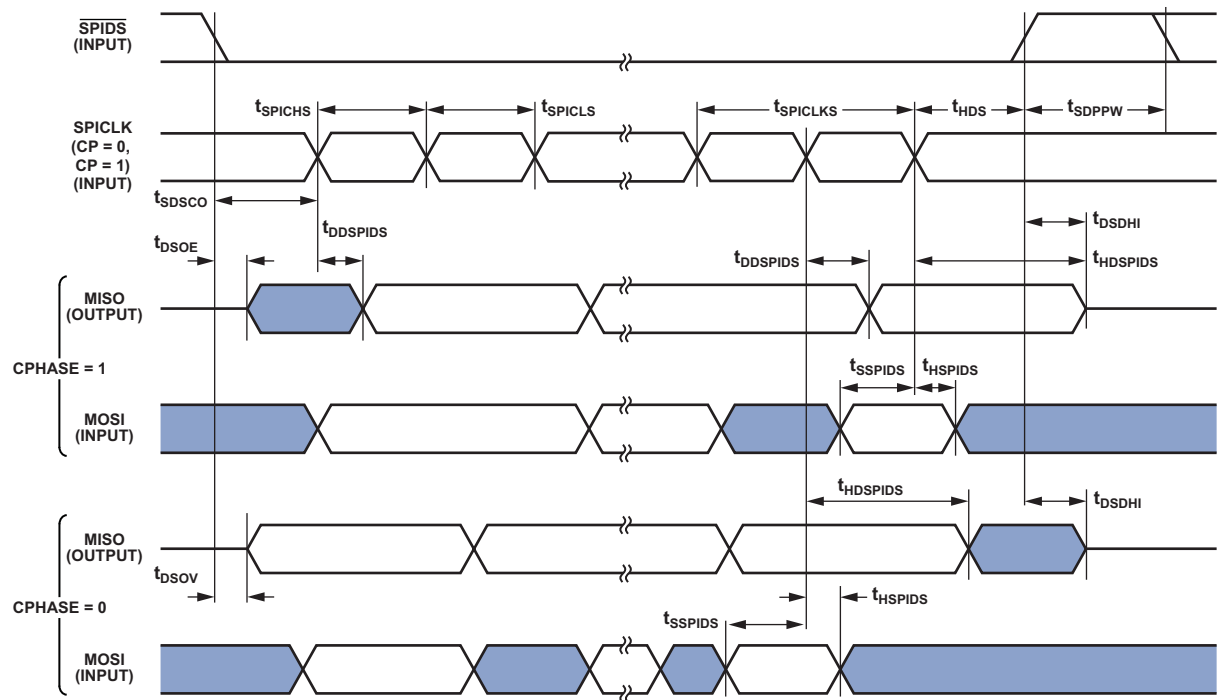 SPIDS
(INPUT)
tSPICHS
tSPICLS
tSPICLKS
tHDS
tSDPPW
SPICLK
(CP = 0,
CP = 1)
(INPUT)
tSDSCO
tDSDHI
tDDSPIDS
tDSOE
tDDSPIDS
tHDSPIDS
MISO
(OUTPUT)
CPHASE = 1
tSSPIDS
tHSPIDS
MOSI
(INPUT)
tHDSPIDS
tDSDHI
MISO
(OUTPUT)
tDSOV
CPHASE = 0
tHSPIDS
tSSPIDS
MOSI
(INPUT)